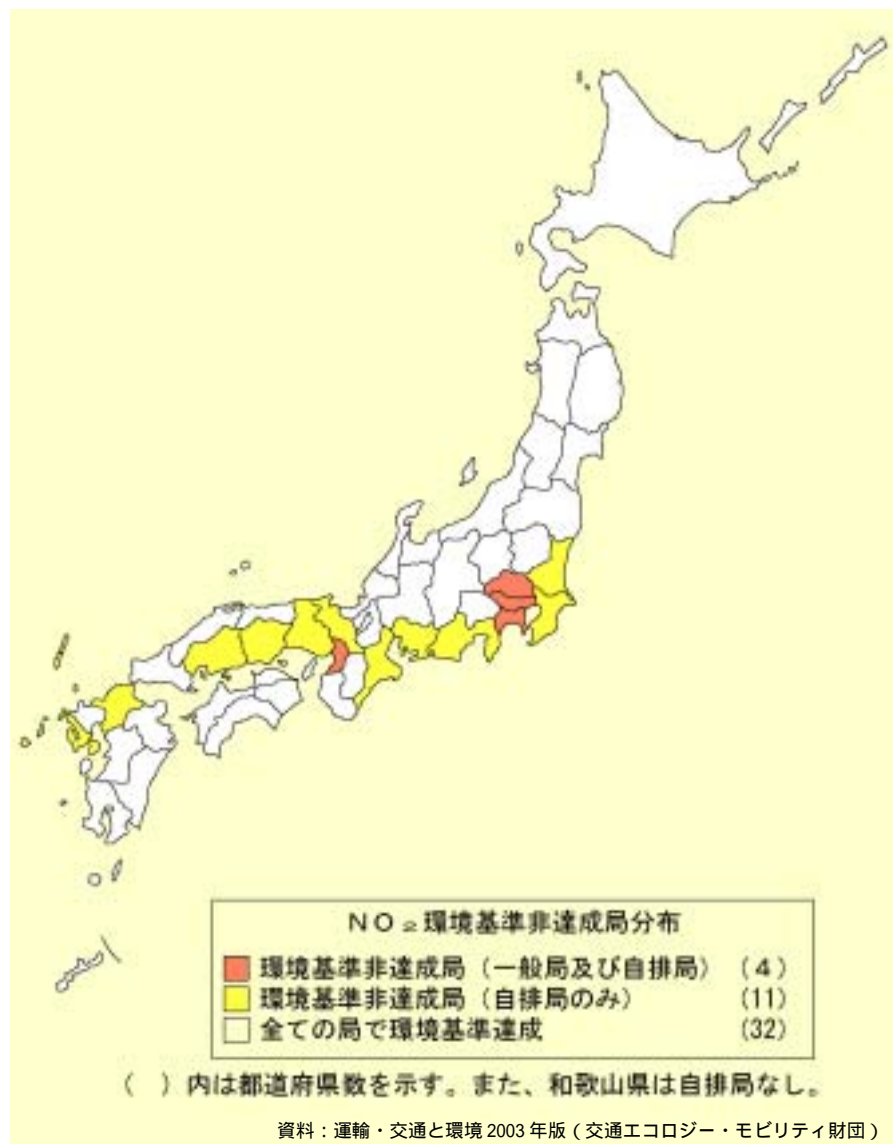 NO₂環境基準非達成局分布
環境基準非達成局(一般局及び自排局) (4)
環境基準非達成局(自排局のみ) (11)
全ての局で環境基準達成 (32)
( )内は都道府県数を示す。また、和歌山県は自排局なし。
資料:運輸・交通と環境2003年版(交通エコロジー・モビリティ財団)